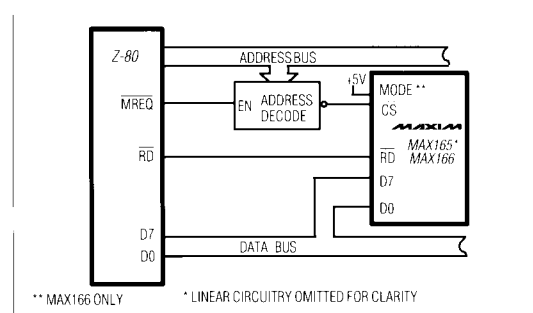 Z-80
ADDRESS BUS
+5V
MREQ
EN ADDRESS DECODE
MODE **
CS
MAXIM
MAX165*
MAX166
RD
RD
D7
D0
D7
D0
DATA BUS
** MAX166 ONLY
* LINEAR CIRCUITRY OMITTED FOR CLARITY